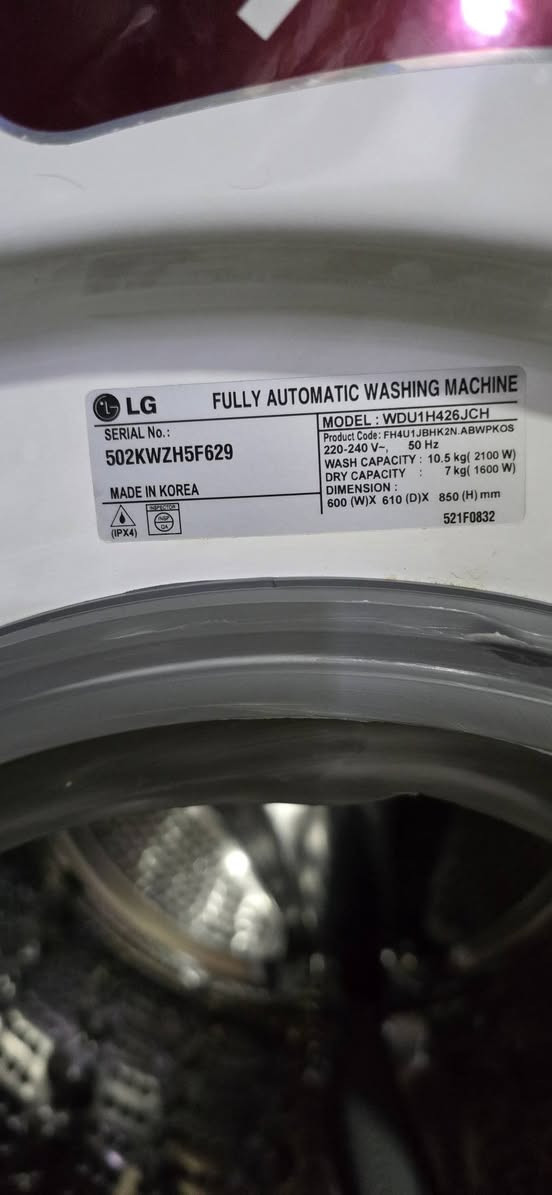 LG FULLY AUTOMATIC WASHING MACHINE
SERIAL No.:
502KWZH5F629
MADE IN KOREA
(IPX4)
INSPECTOR
MODEL : WDU1H426JCH
Product Code: FH4U1JBHK2N.ABWPKOS
220-240 V~, 50 Hz
WASH CAPACITY : 10.5 kg( 2100 W)
DRY CAPACITY : 7 kg( 1600 W)
DIMENSION :
600 (W)X 610 (D)X 850 (H) mm
521F0832